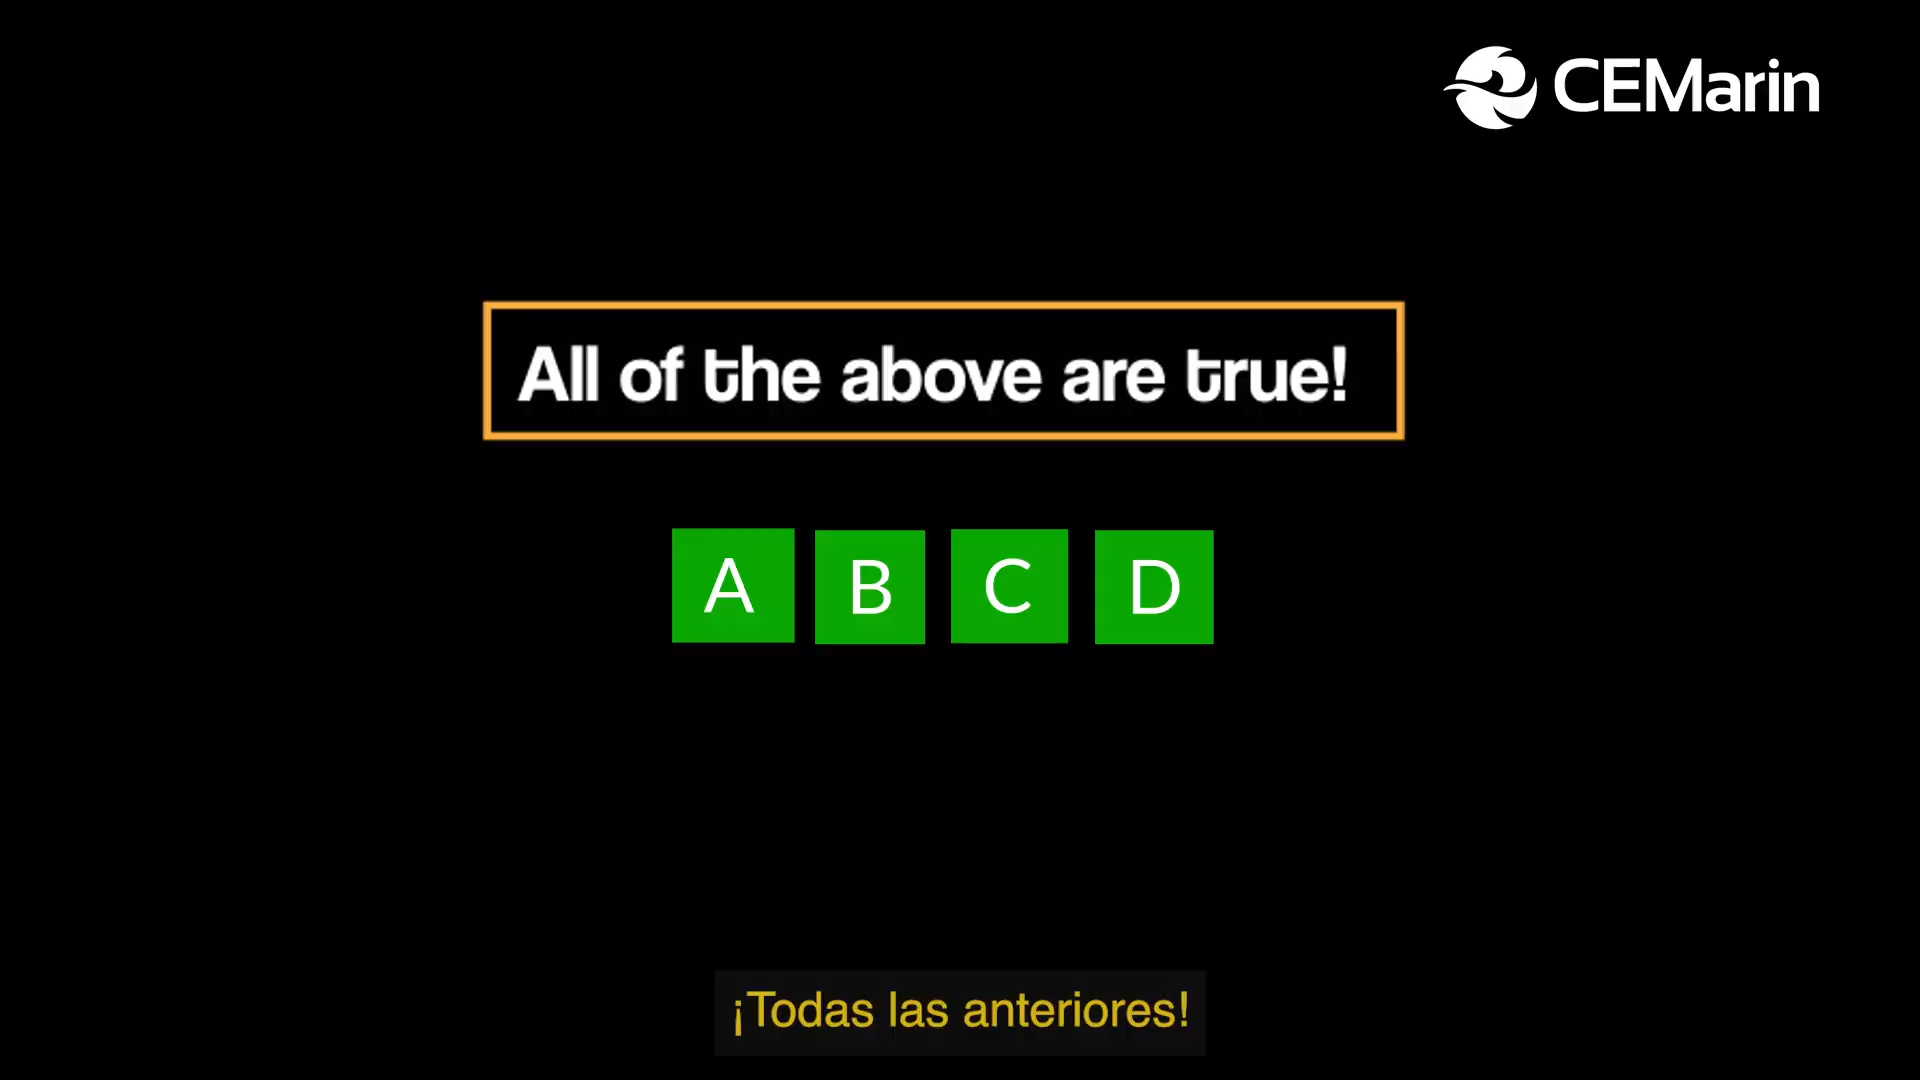 CEMarin
All of the above are true!
A B C D
¡Todas las anteriores!